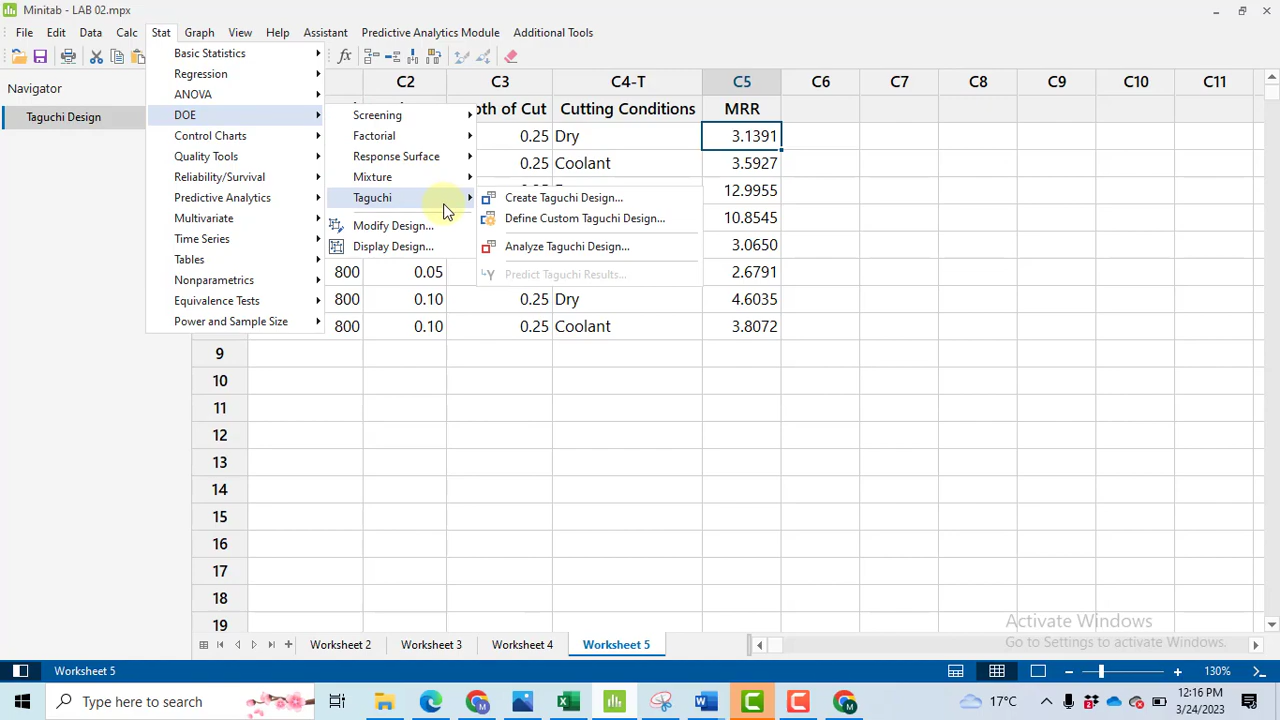 Minitab - LAB 02.mpx
File Edit Data Calc Stat Graph View Help Assistant Predictive Analytics Module Additional Tools
Navigator
Taguchi Design
Basic Statistics
Regression
ANOVA
DOE
Control Charts
Quality Tools
Reliability/Survival
Predictive Analytics
Multivariate
Time Series
Tables
Nonparametrics
Equivalence Tests
Power and Sample Size
Screening
Factorial
Response Surface
Mixture
Taguchi
Modify Design...
Display Design...
Create Taguchi Design...
Define Custom Taguchi Design...
Analyze Taguchi Design...
Predict Taguchi Results...
C2 C3 C4-T C5 C6 C7 C8 C9 C10 C11
of Cut Cutting Conditions MRR
0.25 Dry 3.1391
0.25 Coolant 3.5927
12.9955
10.8545
3.0650
800 0.05 2.6791
800 0.10 0.25 Dry 4.6035
800 0.10 0.25 Coolant 3.8072
9
10
11
12
13
14
15
16
17
18
19
Activate Windows
Go to Settings to activate Windows.
Worksheet 2 Worksheet 3 Worksheet 4 Worksheet 5
Worksheet 5 130%
Type here to search 17°C 12:16 PM
3/24/2023